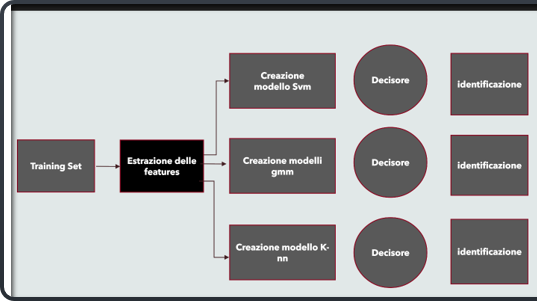 Creazione
modello Svm
Decisore
identificazione
Training Set
Estrazione delle
features
Creazione modelli
gmm
Decisore
identificazione
Creazione modello K-
nn
Decisore
identificazione